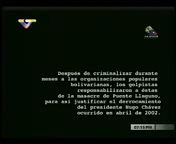 Después de criminalizar durante
meses a las organizaciones populares
bolivarianas, los golpistas
responsabilizaron a éstas
de la masacre de Puente Llaguno,
para así justificar el derrocamiento
del presidente Hugo Chávez
ocurrido en abril de 2002.